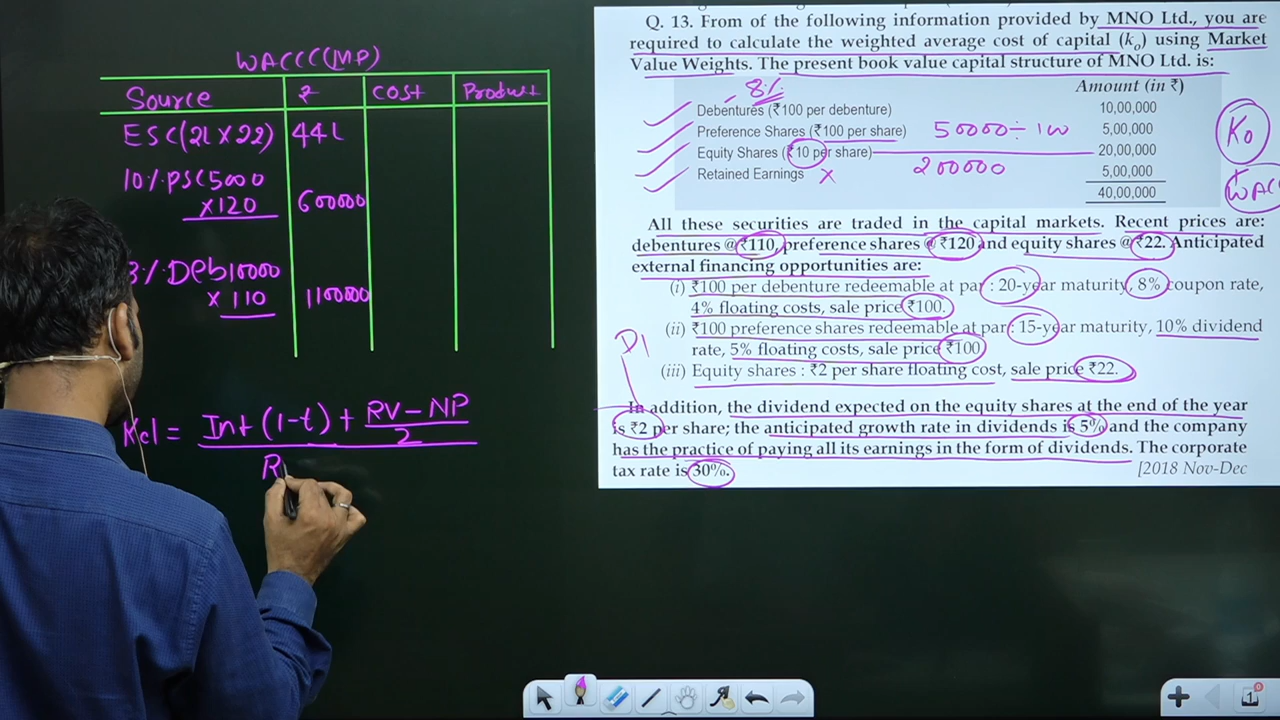 WACC((MP)
Source ₹ COST Product
ESC(2L X 22) 44L
10%.PSC5000
X120 600000
8%.Deb10000
X 110 1100000
Kd = Int (1-t) + RV - NP
2
R
Q. 13. From of the following information provided by MNO Ltd., you are
required to calculate the weighted average cost of capital (ko) using Market
Value Weights. The present book value capital structure of MNO Ltd. is:
- 8% Amount (in ₹)
Debentures (₹100 per debenture) 10,00,000
Preference Shares (₹100 per share) 50000÷100 5,00,000
Equity Shares (₹10 per share) 20,00,000
200000
Retained Earnings X 5,00,000
40,00,000
Ko
WAC
All these securities are traded in the capital markets. Recent prices are:
debentures @ ₹110, preference shares @ ₹120 and equity shares @ ₹22. Anticipated
external financing opportunities are:
(i) ₹100 per debenture redeemable at par : 20-year maturity, 8% coupon rate,
4% floating costs, sale price ₹100.
(ii) ₹100 preference shares redeemable at par : 15-year maturity, 10% dividend
rate, 5% floating costs, sale price ₹100
(iii) Equity shares : ₹2 per share floating cost, sale price ₹22.
D1
In addition, the dividend expected on the equity shares at the end of the year
is ₹2 per share; the anticipated growth rate in dividends is 5% and the company
has the practice of paying all its earnings in the form of dividends. The corporate
tax rate is 30%. [2018 Nov-Dec
1